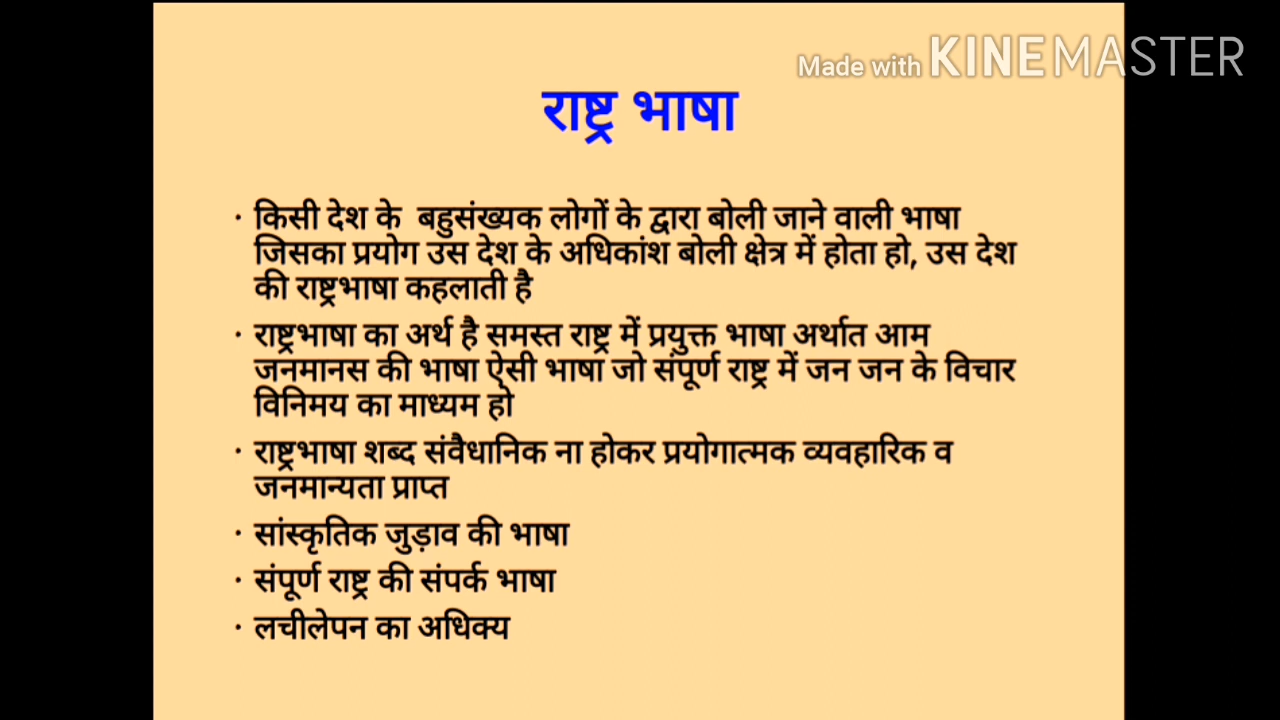 Made with KINEMASTER
राष्ट्र भाषा
· किसी देश के बहुसंख्यक लोगों के द्वारा बोली जाने वाली भाषा
जिसका प्रयोग उस देश के अधिकांश बोली क्षेत्र में होता हो, उस देश
की राष्ट्रभाषा कहलाती है
· राष्ट्रभाषा का अर्थ है समस्त राष्ट्र में प्रयुक्त भाषा अर्थात आम
जनमानस की भाषा ऐसी भाषा जो संपूर्ण राष्ट्र में जन जन के विचार
विनिमय का माध्यम हो
· राष्ट्रभाषा शब्द संवैधानिक ना होकर प्रयोगात्मक व्यवहारिक व
जनमान्यता प्राप्त
· सांस्कृतिक जुड़ाव की भाषा
· संपूर्ण राष्ट्र की संपर्क भाषा
· लचीलेपन का अधिक्य